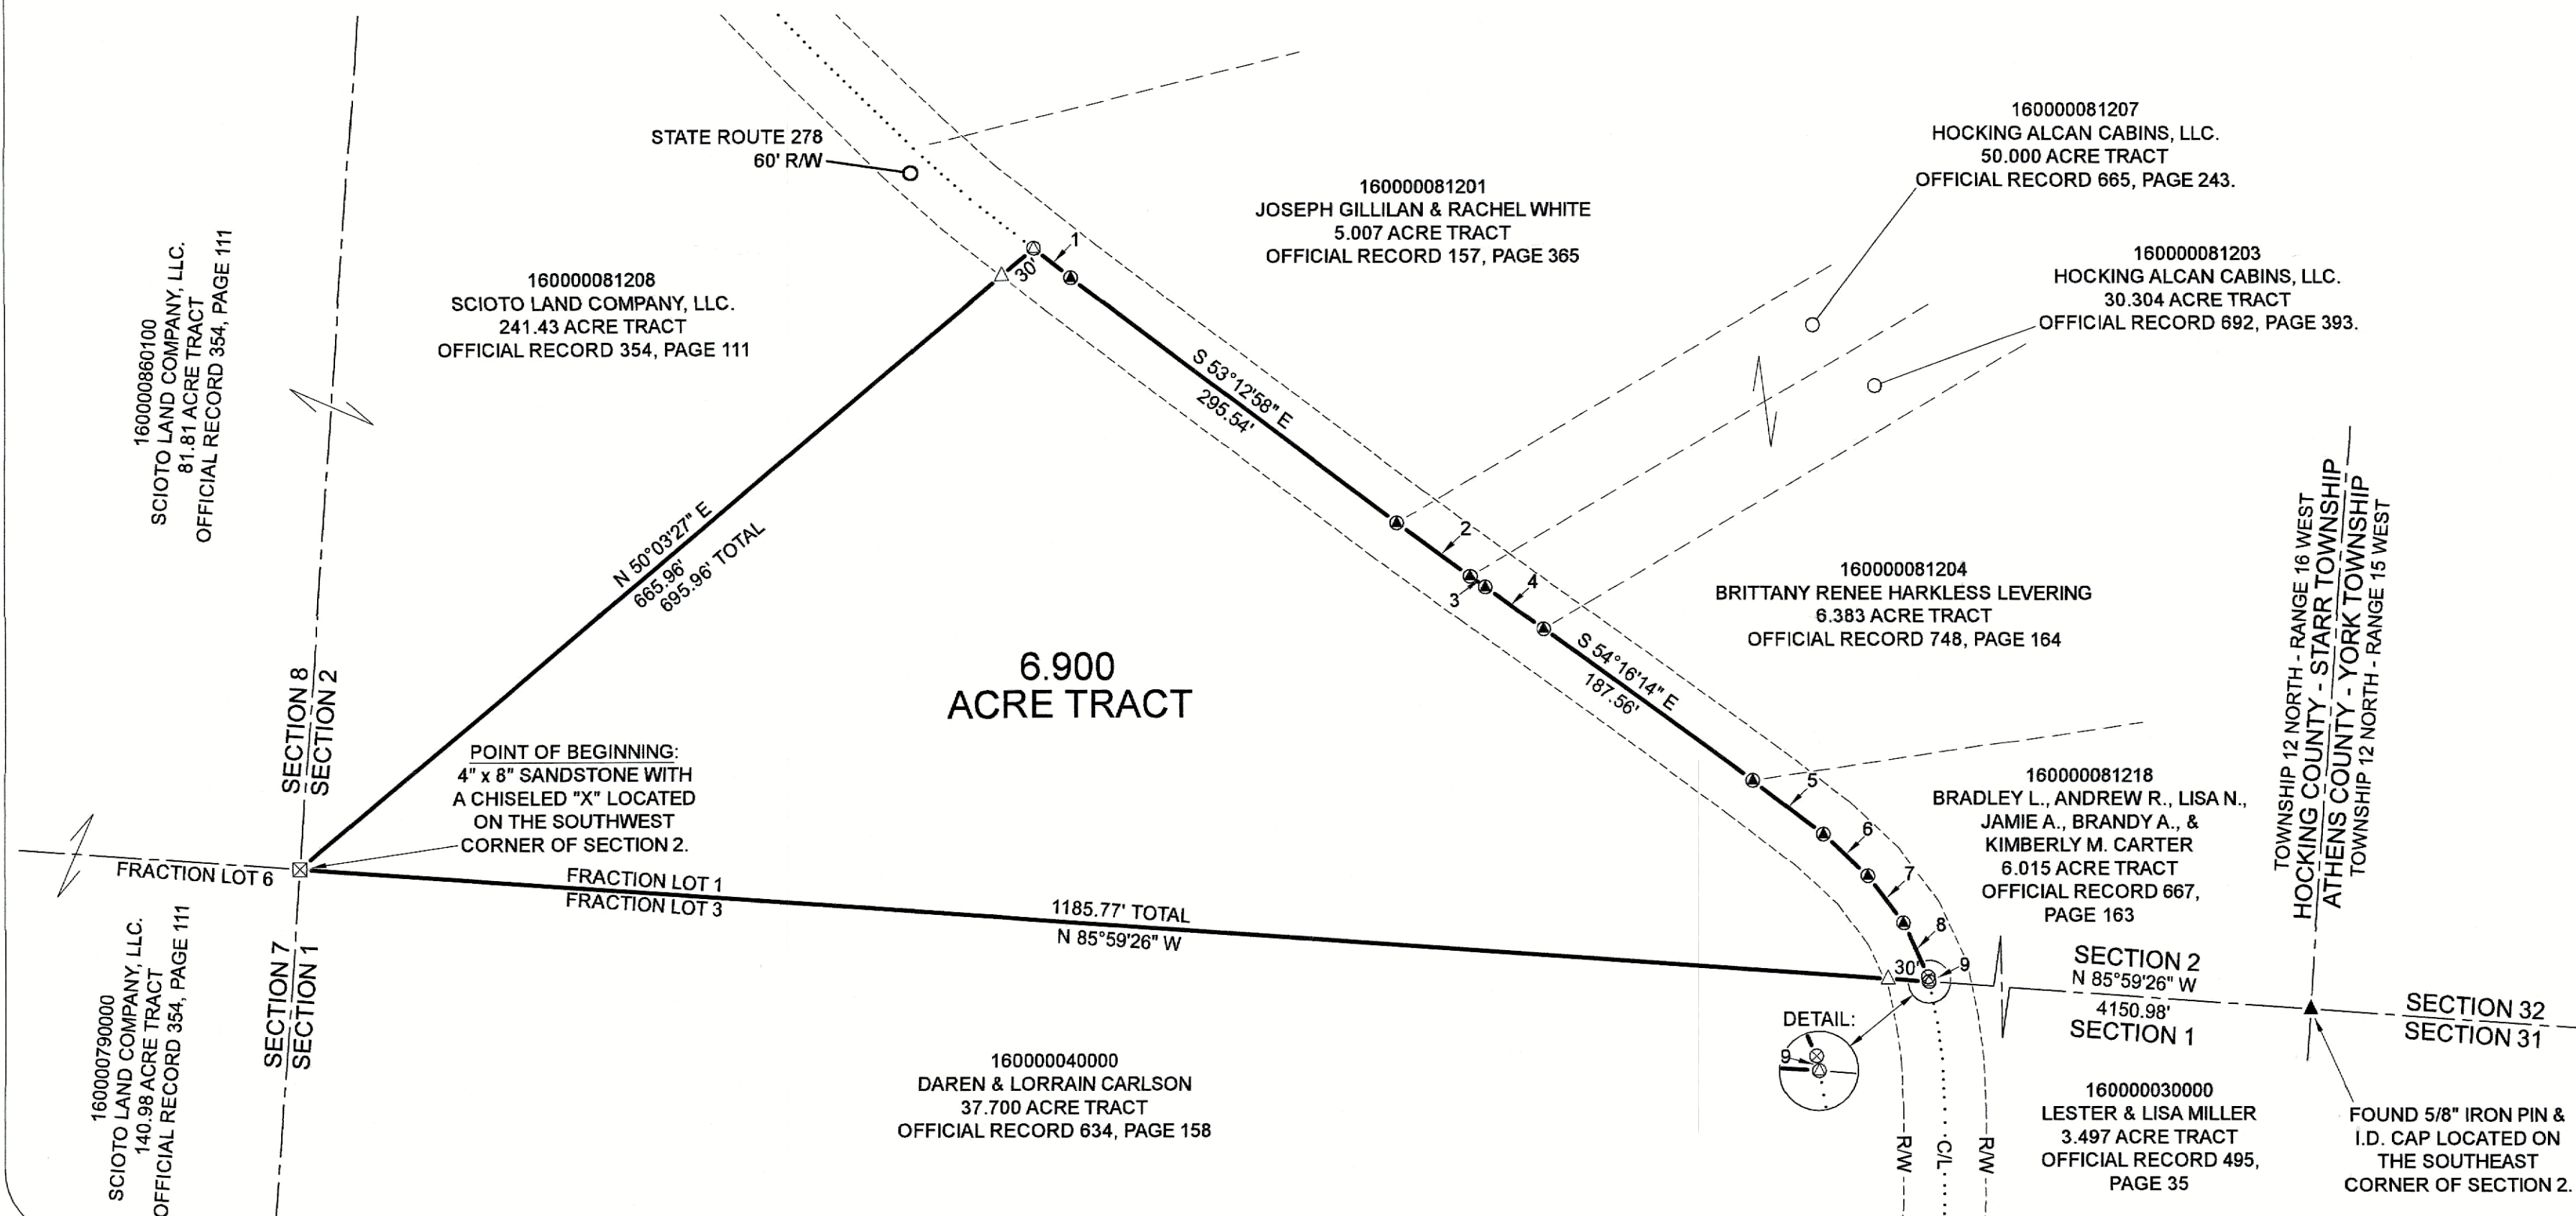 STATE ROUTE 278
60' R/W
160000081208
SCIOTO LAND COMPANY, LLC.
241.43 ACRE TRACT
OFFICIAL RECORD 354, PAGE 111
160000860100
SCIOTO LAND COMPANY, LLC.
81.81 ACRE TRACT
OFFICIAL RECORD 354, PAGE 111
160000081201
JOSEPH GILLILAN & RACHEL WHITE
5.007 ACRE TRACT
OFFICIAL RECORD 157, PAGE 365
160000081207
HOCKING ALCAN CABINS, LLC.
50.000 ACRE TRACT
OFFICIAL RECORD 665, PAGE 243.
160000081203
HOCKING ALCAN CABINS, LLC.
30.304 ACRE TRACT
OFFICIAL RECORD 692, PAGE 393.
30'
1
S 53°12'58" E
295.54'
2
3
4
160000081204
BRITTANY RENEE HARKLESS LEVERING
6.383 ACRE TRACT
OFFICIAL RECORD 748, PAGE 164
S 54°16'14" E
187.56'
N 50°03'27" E
665.96'
695.96' TOTAL
6.900
ACRE TRACT
SECTION 8
SECTION 2
POINT OF BEGINNING:
4" x 8" SANDSTONE WITH
A CHISELED "X" LOCATED
ON THE SOUTHWEST
CORNER OF SECTION 2.
FRACTION LOT 6
FRACTION LOT 1
FRACTION LOT 3
1185.77' TOTAL
N 85°59'26" W
5
6
7
8
9
30'
160000081218
BRADLEY L., ANDREW R., LISA N.,
JAMIE A., BRANDY A., &
KIMBERLY M. CARTER
6.015 ACRE TRACT
OFFICIAL RECORD 667,
PAGE 163
TOWNSHIP 12 NORTH - RANGE 16 WEST
HOCKING COUNTY - STARR TOWNSHIP
ATHENS COUNTY - YORK TOWNSHIP
TOWNSHIP 12 NORTH - RANGE 15 WEST
160000790000
SCIOTO LAND COMPANY, LLC.
140.98 ACRE TRACT
OFFICIAL RECORD 354, PAGE 111
SECTION 7
SECTION 1
SECTION 2
N 85°59'26" W
4150.98'
SECTION 1
SECTION 32
SECTION 31
DETAIL:
9
160000040000
DAREN & LORRAIN CARLSON
37.700 ACRE TRACT
OFFICIAL RECORD 634, PAGE 158
R/W
C/L
R/W
160000030000
LESTER & LISA MILLER
3.497 ACRE TRACT
OFFICIAL RECORD 495,
PAGE 35
FOUND 5/8" IRON PIN &
I.D. CAP LOCATED ON
THE SOUTHEAST
CORNER OF SECTION 2.